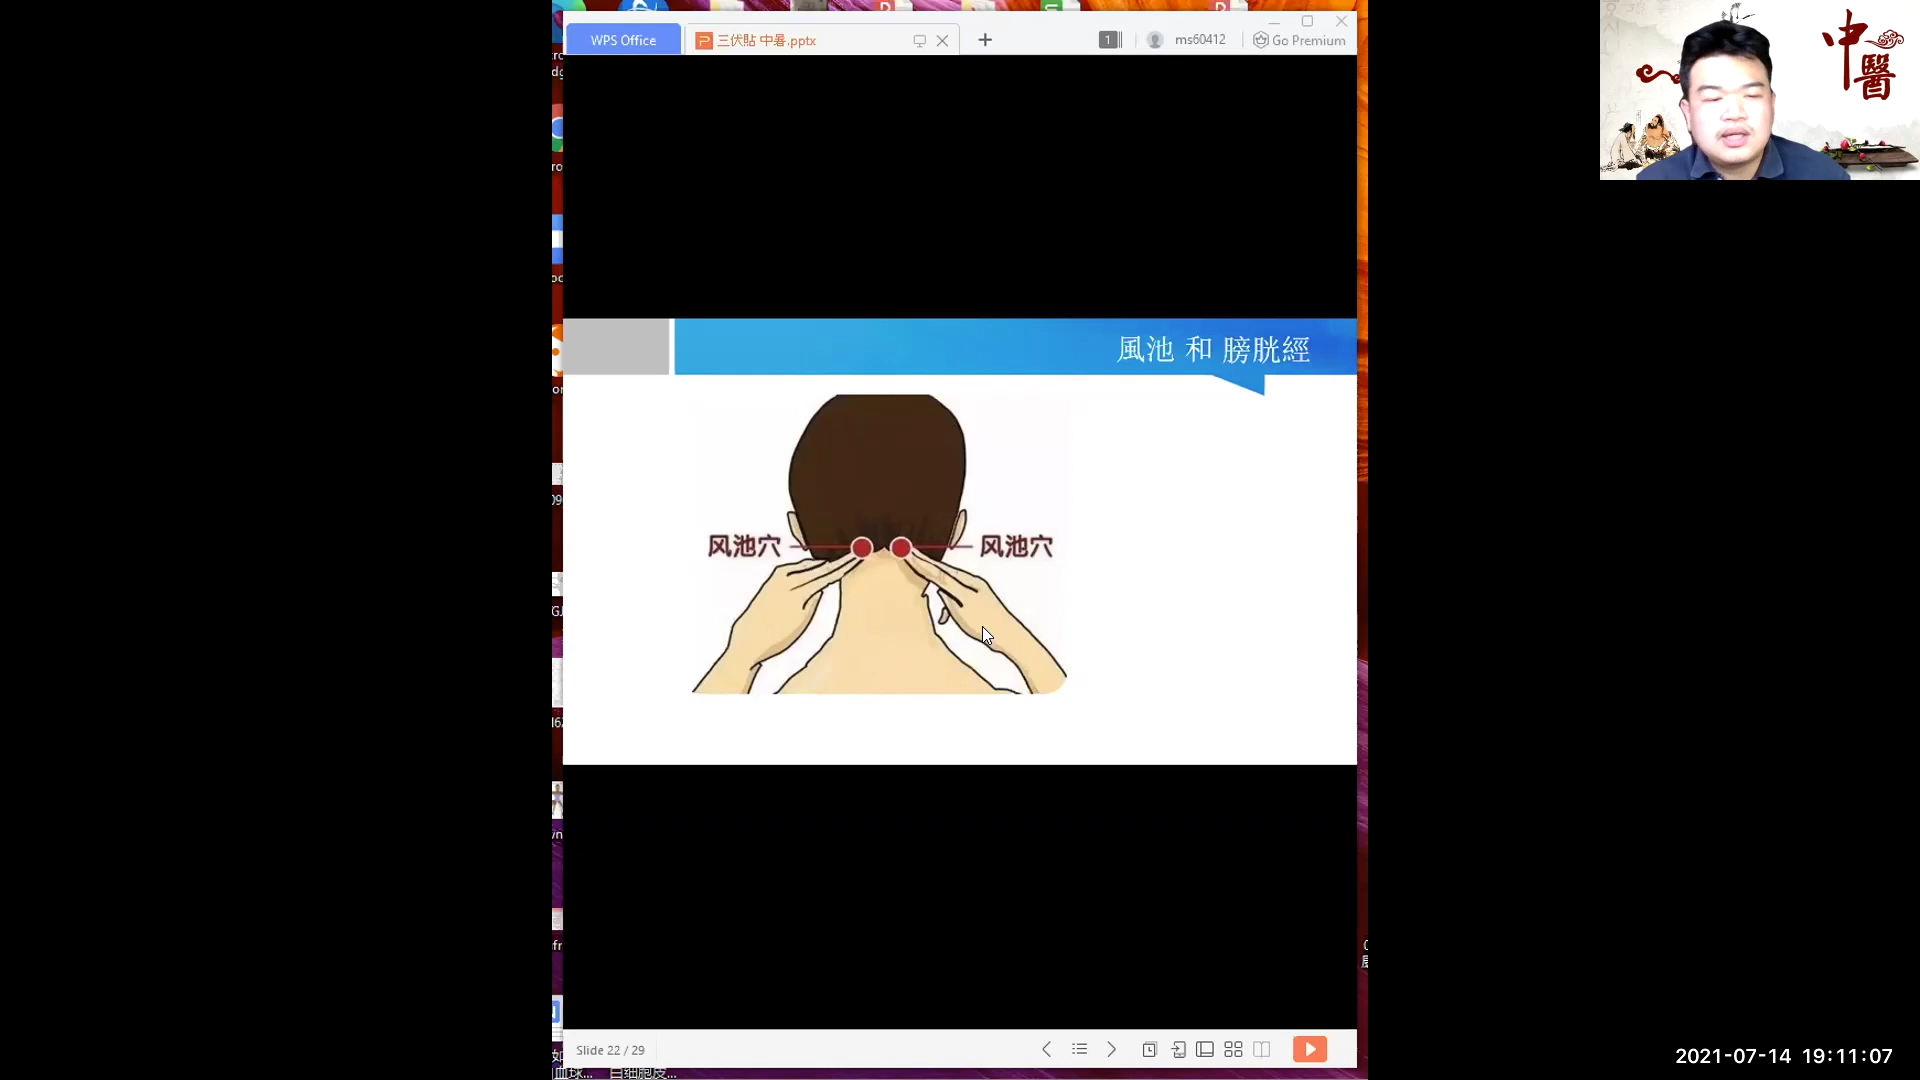 WPS Office
三伏貼 中暑.pptx
1
ms60412
Go Premium
中醫
風池 和 膀胱經
风池穴
风池穴
Slide 22 / 29
2021-07-14 19:11:07